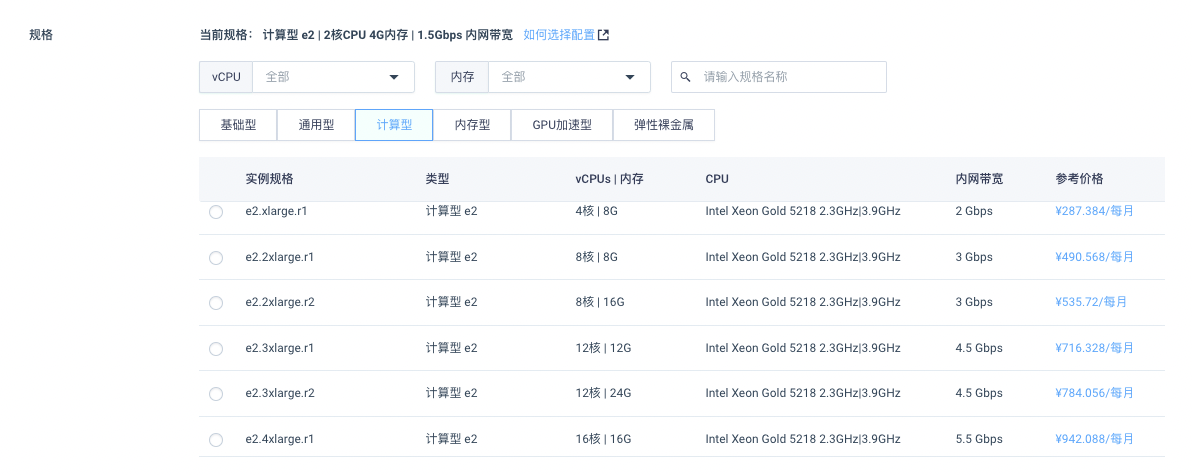 规格
当前规格： 计算型 e2 | 2核CPU 4G内存 | 1.5Gbps 内网带宽 如何选择配置
vCPU 全部 内存 全部 请输入规格名称
基础型 通用型 计算型 内存型 GPU加速型 弹性裸金属
实例规格 类型 vCPUs | 内存 CPU 内网带宽 参考价格
e2.xlarge.r1 计算型 e2 4核 | 8G Intel Xeon Gold 5218 2.3GHz|3.9GHz 2 Gbps ¥287.384/每月
e2.2xlarge.r1 计算型 e2 8核 | 8G Intel Xeon Gold 5218 2.3GHz|3.9GHz 3 Gbps ¥490.568/每月
e2.2xlarge.r2 计算型 e2 8核 | 16G Intel Xeon Gold 5218 2.3GHz|3.9GHz 3 Gbps ¥535.72/每月
e2.3xlarge.r1 计算型 e2 12核 | 12G Intel Xeon Gold 5218 2.3GHz|3.9GHz 4.5 Gbps ¥716.328/每月
e2.3xlarge.r2 计算型 e2 12核 | 24G Intel Xeon Gold 5218 2.3GHz|3.9GHz 4.5 Gbps ¥784.056/每月
e2.4xlarge.r1 计算型 e2 16核 | 16G Intel Xeon Gold 5218 2.3GHz|3.9GHz 5.5 Gbps ¥942.088/每月